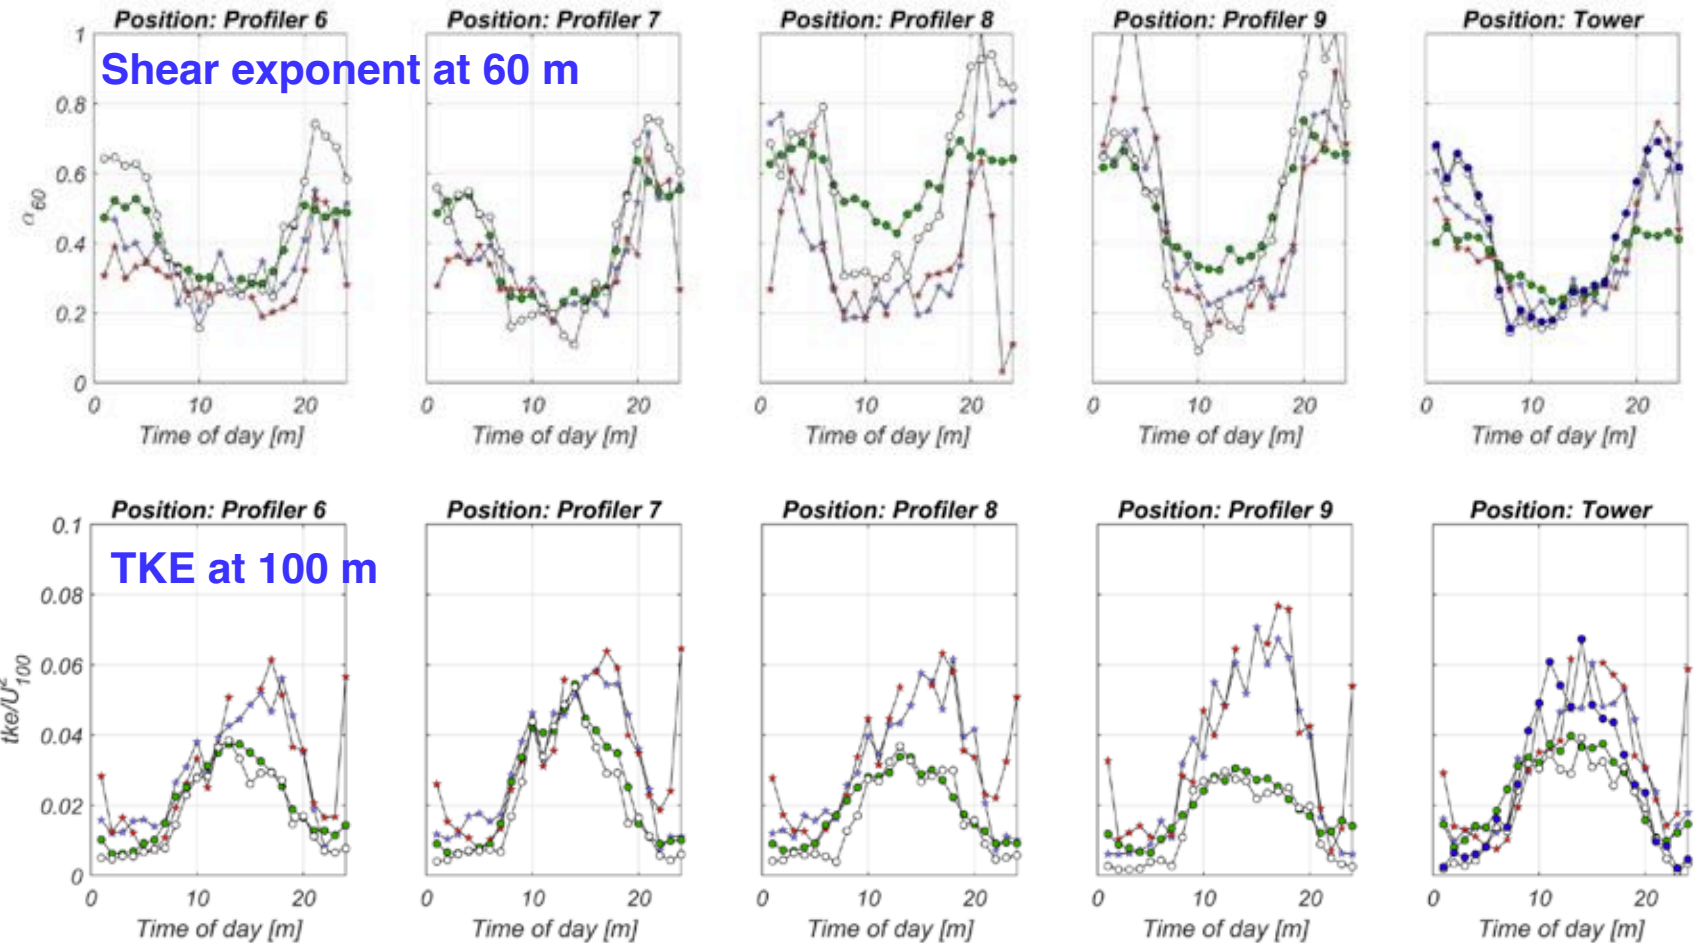 Position: Profiler 6 Position: Profiler 7 Position: Profiler 8 Position: Profiler 9 Position: Tower
Shear exponent at 60 m
1
0.8
0.6
0.4
0.2
0
α60
0 10 20 0 10 20 0 10 20 0 10 20 0 10 20
Time of day [m] Time of day [m] Time of day [m] Time of day [m] Time of day [m]
Position: Profiler 6 Position: Profiler 7 Position: Profiler 8 Position: Profiler 9 Position: Tower
TKE at 100 m
0.1
0.08
0.06
0.04
0.02
0
tke/U²100
0 10 20 0 10 20 0 10 20 0 10 20 0 10 20
Time of day [m] Time of day [m] Time of day [m] Time of day [m] Time of day [m]